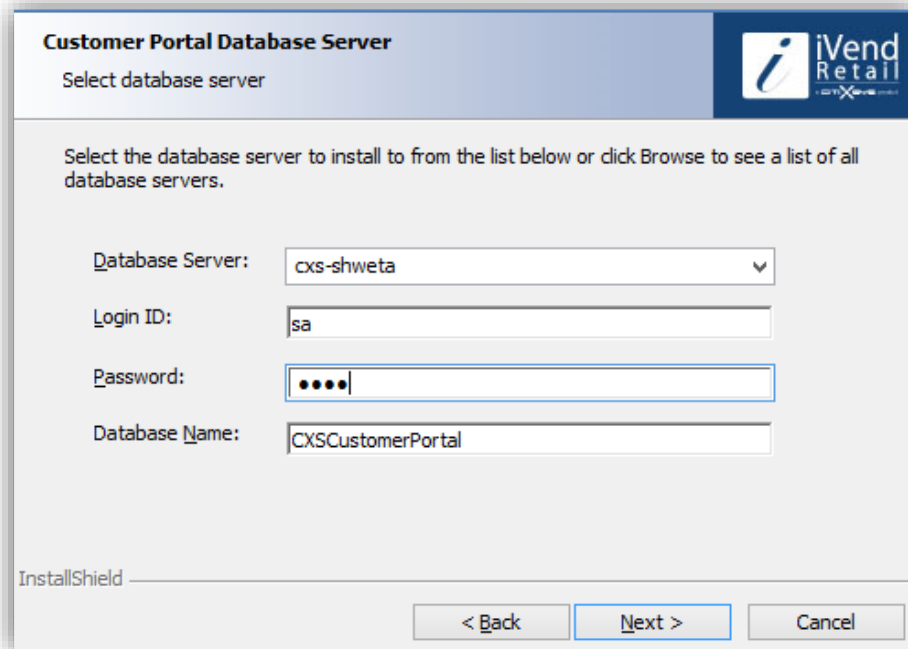 Customer Portal Database Server
Select database server
iVend
Retail
Select the database server to install to from the list below or click Browse to see a list of all
database servers.
Database Server:
cxs-shweta
Login ID:
sa
Password:
••••
Database Name:
CXSCustomerPortal
InstallShield
< Back
Next >
Cancel